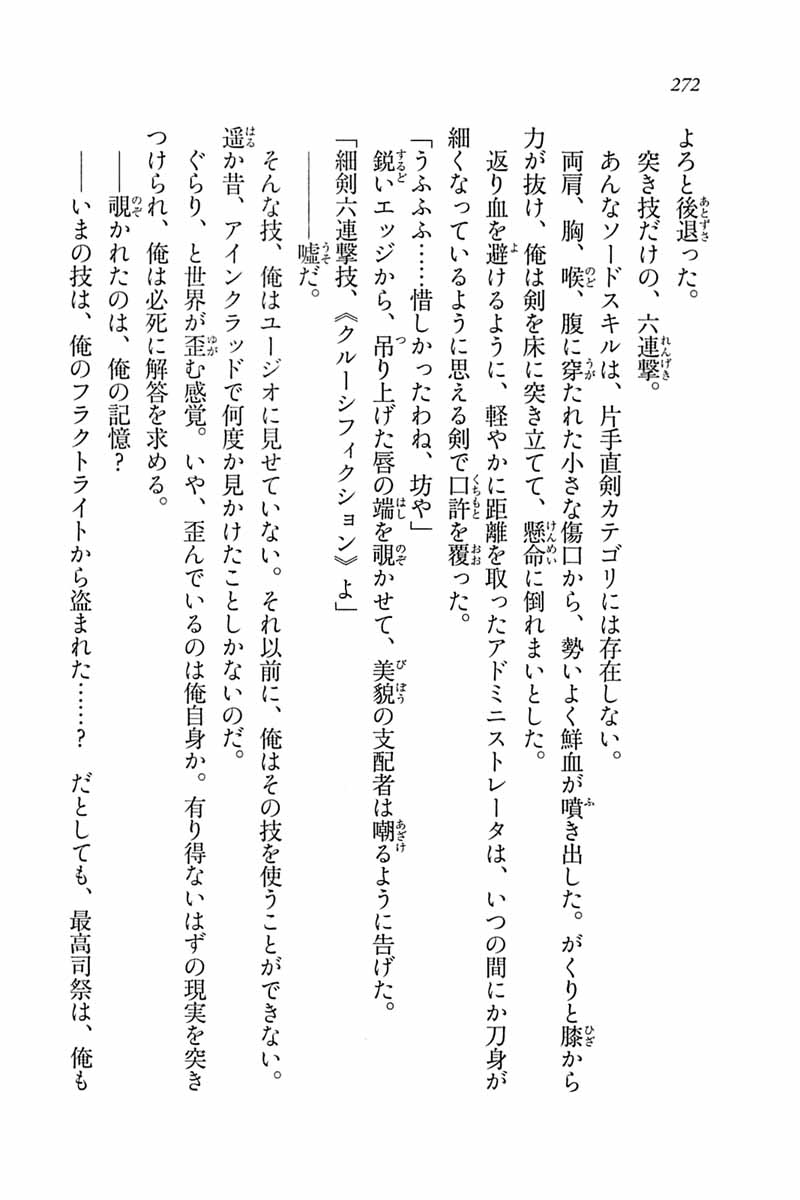 272
よろと後退った。
突き技だけの、六連撃。
あんなソードスキルは、片手直剣カテゴリには存在しない。
両肩、胸、喉、腹に穿たれた小さな傷口から、勢いよく鮮血が噴き出した。がくりと膝から
力が抜け、俺は剣を床に突き立てて、懸命に倒れまいとした。
返り血を避けるように、軽やかに距離を取ったアドミニストレータは、いつの間にか刀身が
細くなっているように思える剣で口許を覆った。
「うふふふ……惜しかったわね、坊や」
鋭いエッジから、吊り上げた唇の端を覗かせて、美貌の支配者は嘲るように告げた。
「細剣六連撃技、《クルーシフィクション》よ」
――――嘘だ。
そんな技、俺はユージオに見せていない。それ以前に、俺はその技を使うことができない。
遥か昔、アインクラッドで何度か見かけたことしかないのだ。
ぐらり、と世界が歪む感覚。いや、歪んでいるのは俺自身か。有り得ないはずの現実を突き
つけられ、俺は必死に解答を求める。
――覗かれたのは、俺の記憶？
――いまの技は、俺のフラクトライトから盗まれた……？　だとしても、最高司祭は、俺も